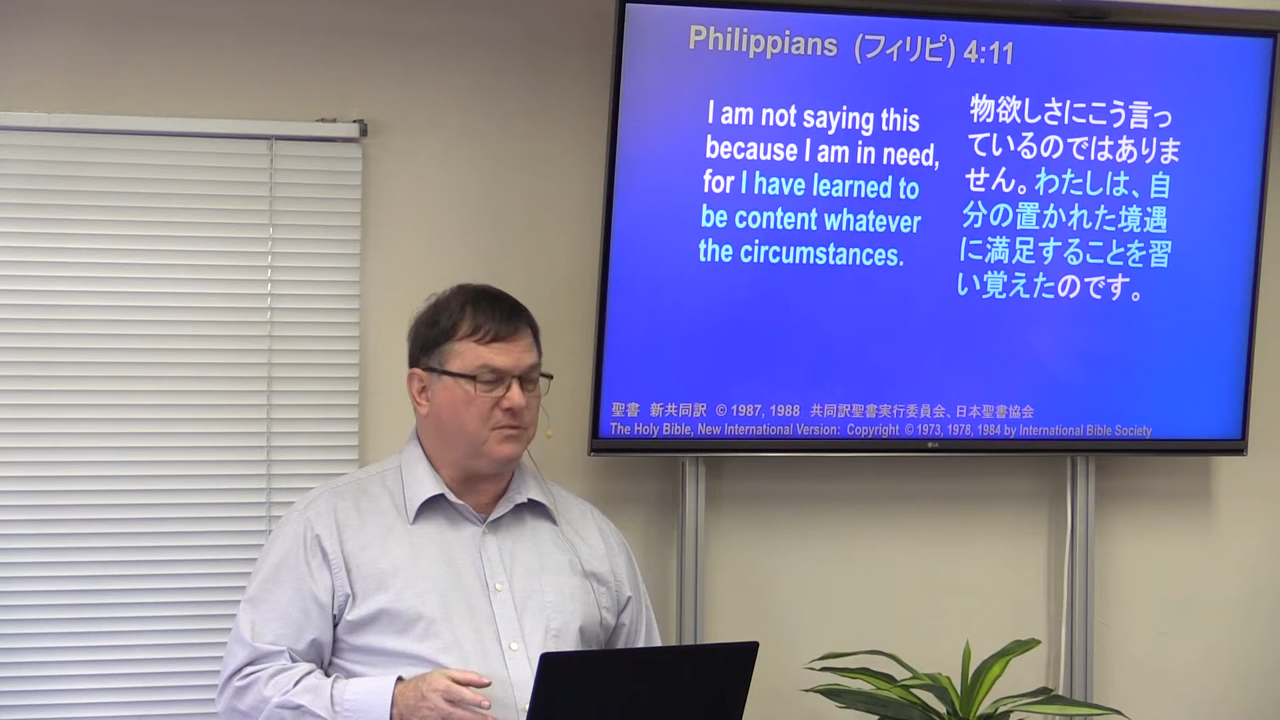 Philippians (フィリピ) 4:11
I am not saying this
because I am in need,
for I have learned to
be content whatever
the circumstances.
物欲しさにこう言っ
ているのではありま
せん。わたしは、自
分の置かれた境遇
に満足することを習
い覚えたのです。
聖書 新共同訳 © 1987, 1988 共同訳聖書実行委員会、日本聖書協会
The Holy Bible, New International Version: Copyright © 1973, 1978, 1984 by International Bible Society
LG